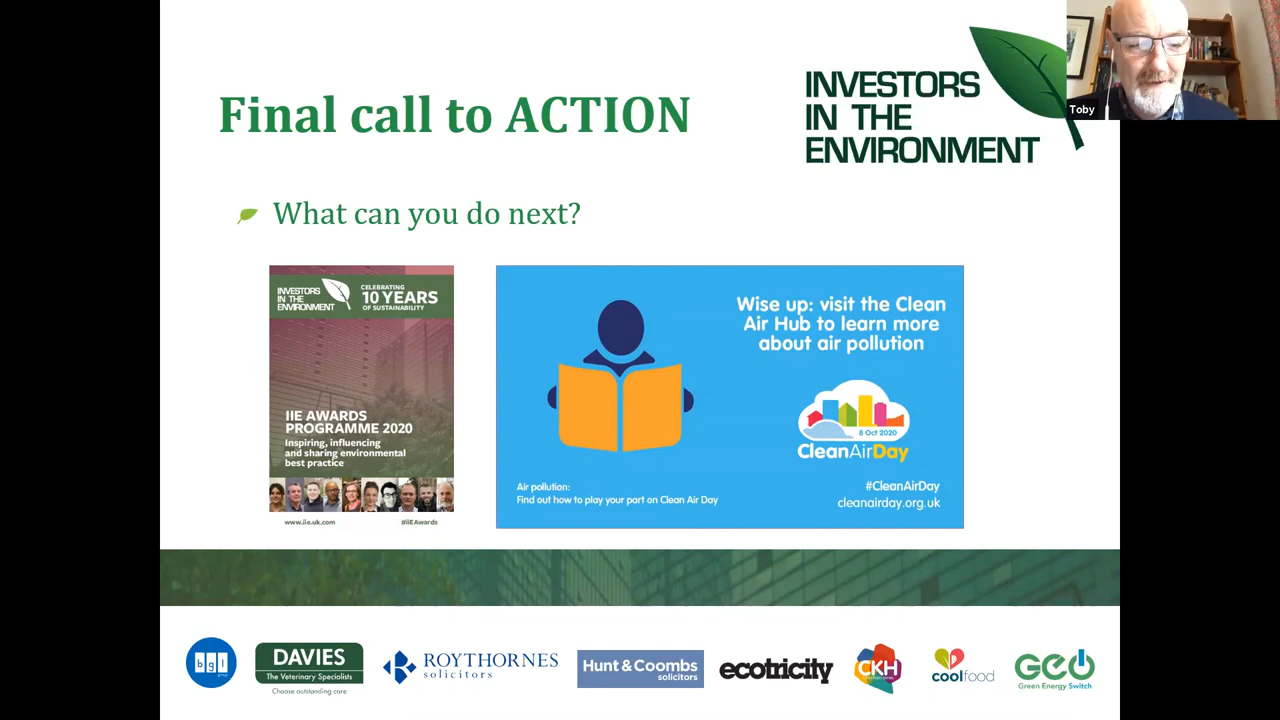 Final call to ACTION
INVESTORS
IN THE
ENVIRONMENT
Toby
What can you do next?
INVESTORS
IN THE
ENVIRONMENT
CELEBRATING
10 YEARS
OF SUSTAINABILITY
IIE AWARDS
PROGRAMME 2020
Inspiring, influencing
and sharing environmental
best practice
www.iie.uk.com
#iiEAwards
Wise up: visit the Clean
Air Hub to learn more
about air pollution
8 Oct 2020
CleanAirDay
Air pollution:
Find out how to play your part on Clean Air Day
#CleanAirDay
cleanairday.org.uk
bgl
group
DAVIES
The Veterinary Specialists
Choose outstanding care
ROYTHORNES
solicitors
Hunt & Coombs
solicitors
ecotricity
CKH
coolfood
GEO
Green Energy Switch